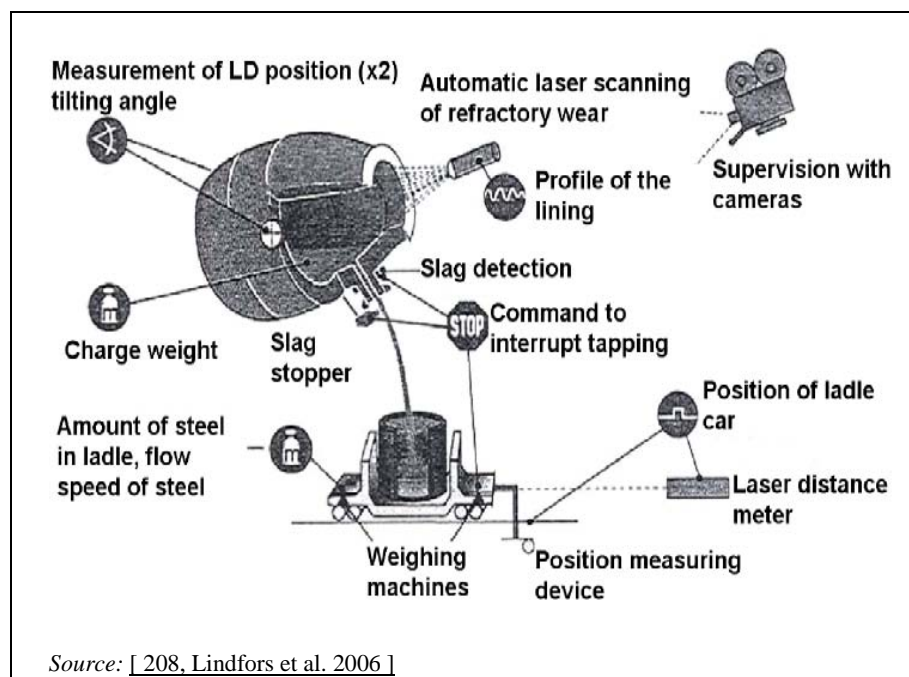 Measurement of LD position (x2)
tilting angle
Automatic laser scanning
of refractory wear
Supervision with
cameras
Profile of the
lining
Slag detection
m
Charge weight
Slag
stopper
STOP
Command to
interrupt tapping
Position of ladle
car
Amount of steel
in ladle, flow
speed of steel
m
Laser distance
meter
Weighing
machines
Position measuring
device
Source: [ 208, Lindfors et al. 2006 ]